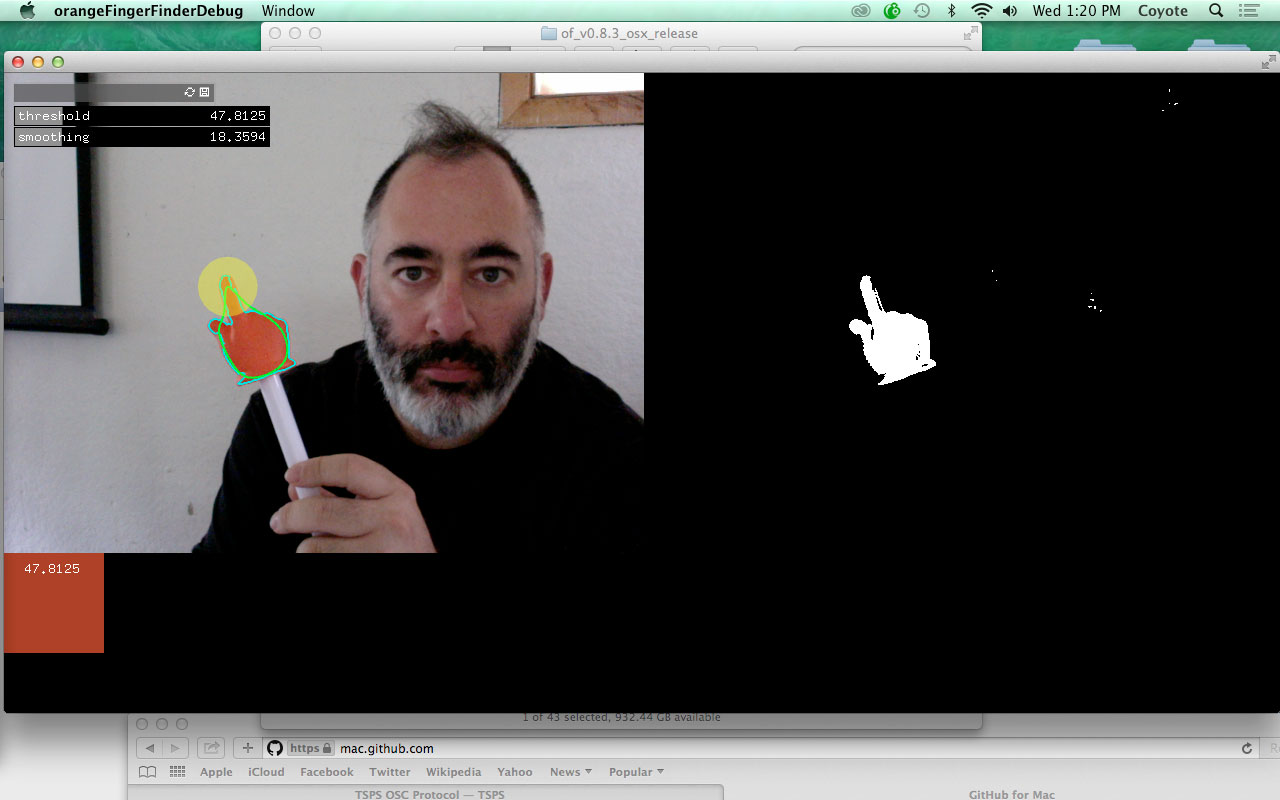 orangeFingerFinderDebug Window Wed 1:20 PM Coyote
of_v0.8.3_osx_release
threshold 47.8125
smoothing 18.3594
47.8125
1 of 43 selected, 932.44 GB available
https mac.github.com
Apple iCloud Facebook Twitter Wikipedia Yahoo News Popular
TSPS OSC Protocol — TSPS GitHub for Mac